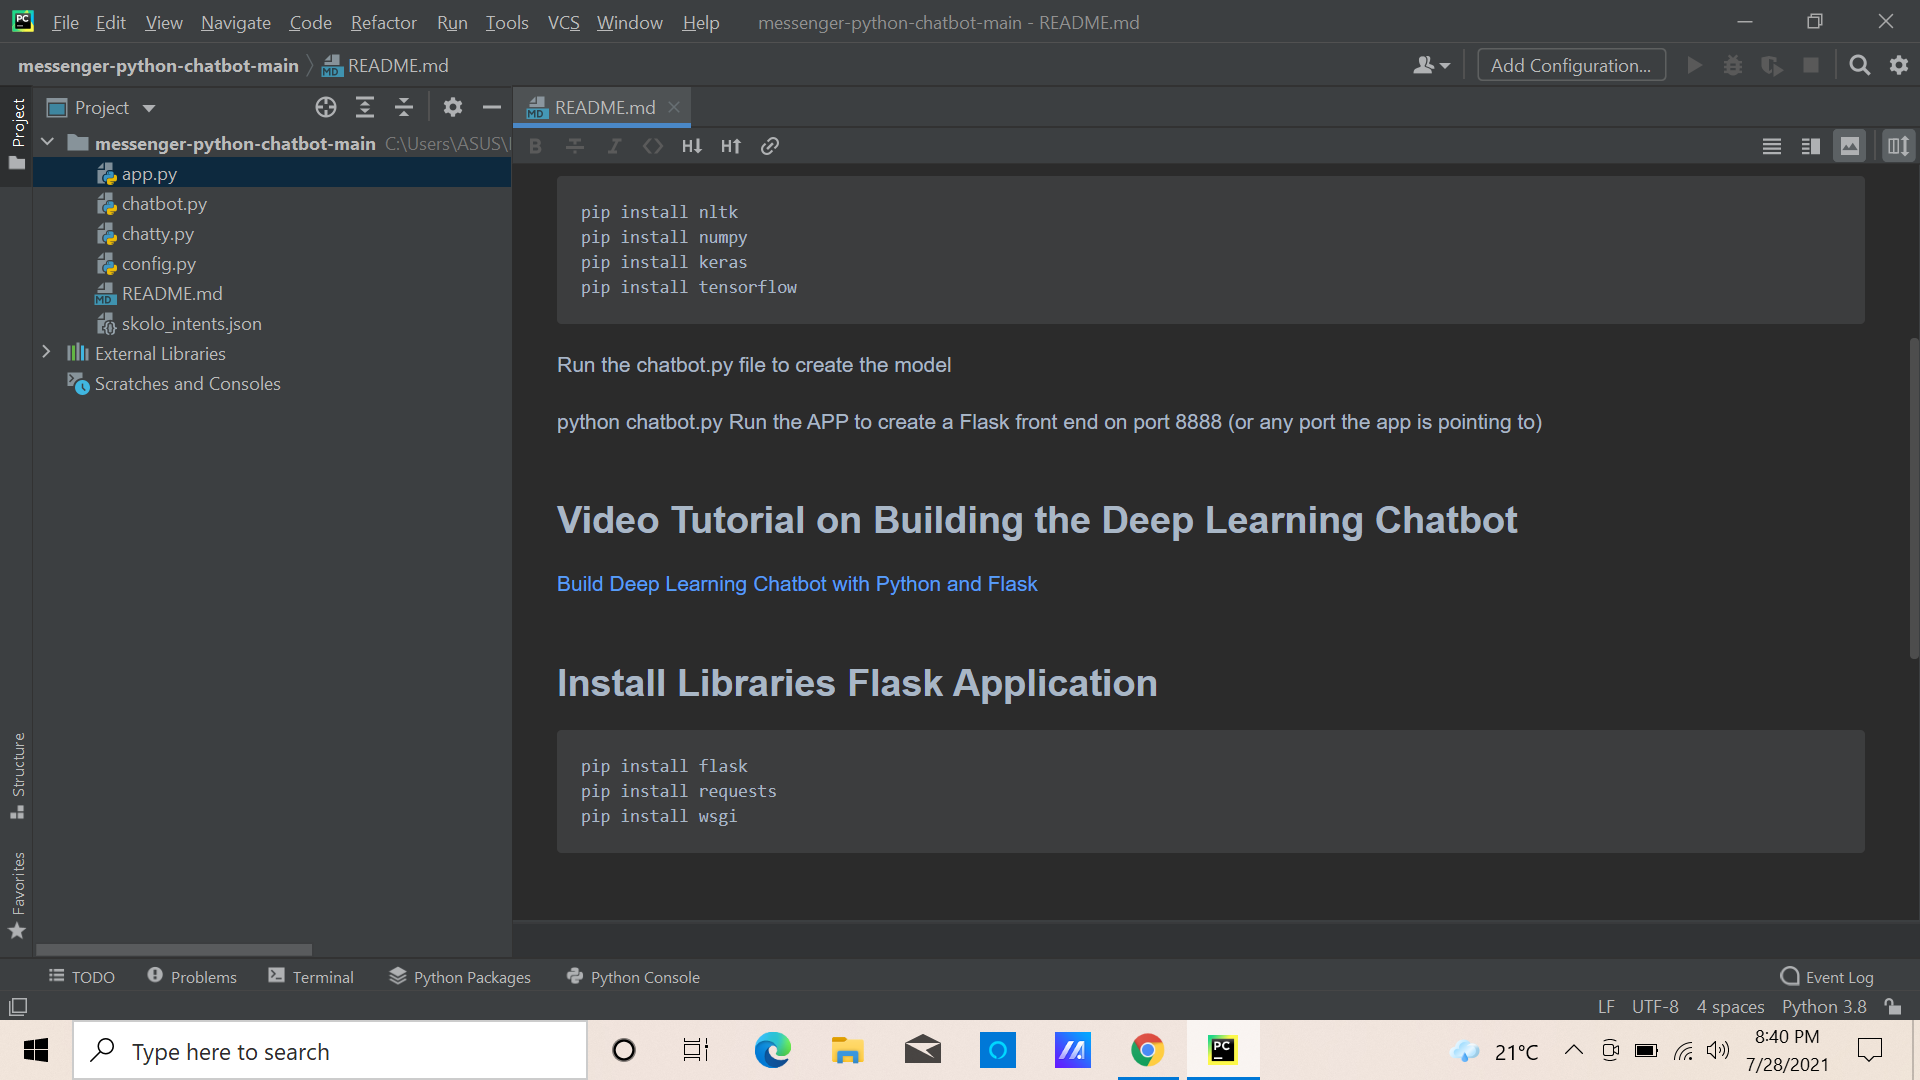 File Edit View Navigate Code Refactor Run Tools VCS Window Help messenger-python-chatbot-main - README.md
messenger-python-chatbot-main README.md
Add Configuration...
Project
Project
README.md
messenger-python-chatbot-main C:\Users\ASUS\
app.py
chatbot.py
chatty.py
config.py
README.md
skolo_intents.json
External Libraries
Scratches and Consoles
pip install nltk
pip install numpy
pip install keras
pip install tensorflow
Run the chatbot.py file to create the model
python chatbot.py Run the APP to create a Flask front end on port 8888 (or any port the app is pointing to)
Video Tutorial on Building the Deep Learning Chatbot
Build Deep Learning Chatbot with Python and Flask
Install Libraries Flask Application
pip install flask
pip install requests
pip install wsgi
Structure
Favorites
TODO Problems Terminal Python Packages Python Console Event Log
LF UTF-8 4 spaces Python 3.8
Type here to search
21°C
8:40 PM
7/28/2021